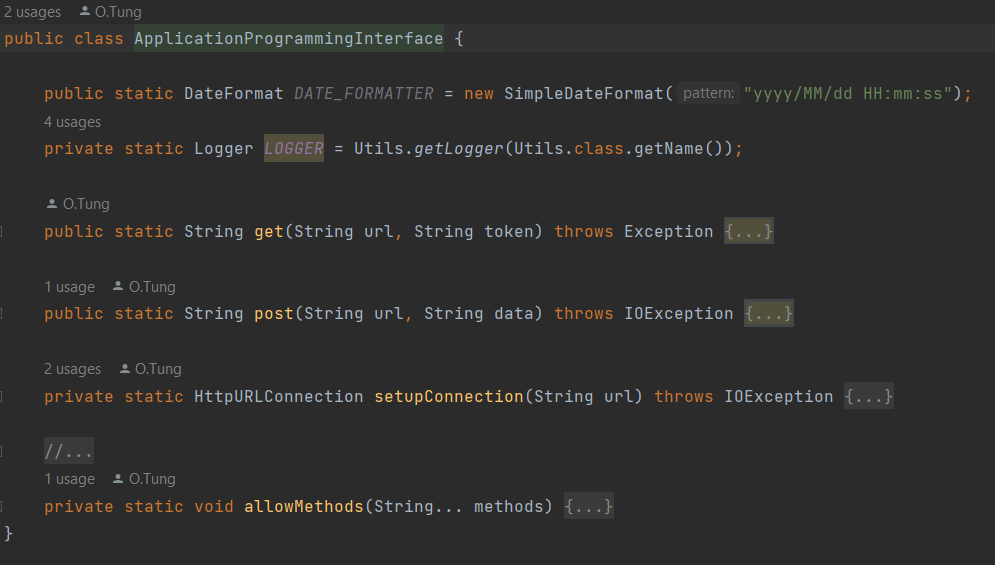 2 usages O.Tung
public class ApplicationProgrammingInterface {
public static DateFormat DATE_FORMATTER = new SimpleDateFormat( pattern: "yyyy/MM/dd HH:mm:ss");
4 usages
private static Logger LOGGER = Utils.getLogger(Utils.class.getName());
O.Tung
public static String get(String url, String token) throws Exception {...}
1 usage O.Tung
public static String post(String url, String data) throws IOException {...}
2 usages O.Tung
private static HttpURLConnection setupConnection(String url) throws IOException {...}
//...
1 usage O.Tung
private static void allowMethods(String... methods) {...}
}